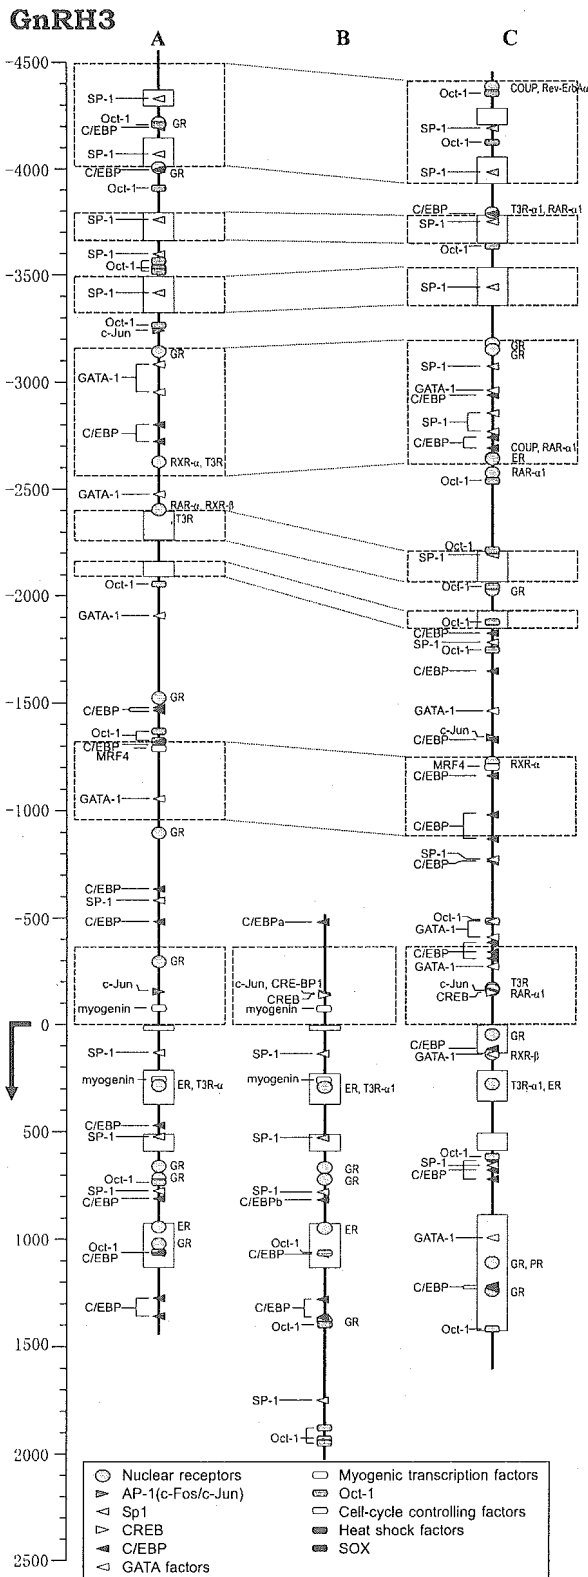 GnRH3
A B C
-4500
-4000
-3500
-3000
-2500
-2000
-1500
-1000
-500
0
500
1000
1500
2000
2500
SP-1
Oct-1
C/EBP
GR
SP-1
C/EBP
GR
Oct-1
SP-1
SP-1
Oct-1
SP-1
Oct-1
c-Jun
GR
GATA-1
C/EBP
RXR-α, T3R
GATA-1
RAR-α, RXR-β
, T3R
Oct-1
GATA-1
GR
C/EBP
Oct-1
C/EBP
MRF4
GATA-1
GR
C/EBP
SP-1
C/EBP
GR
c-Jun
myogenin
SP-1
myogenin
ER, T3R-α
C/EBP
SP-1
GR
Oct-1
GR
SP-1
C/EBP
ER
GR
Oct-1
C/EBP
C/EBP
C/EBPa
c-Jun, CRE-BP1
CREB
myogenin
SP-1
myogenin
ER, T3R-α1
SP-1
GR
GR
SP-1
C/EBPb
ER
Oct-1
C/EBP
C/EBP
GR
Oct-1
SP-1
Oct-1
COUP, Rev-ErbAα
Oct-1
SP-1
Oct-1
SP-1
C/EBP
T3R-α1, RAR-α1
SP-1
Oct-1
SP-1
GR
GR
SP-1
GATA-1
C/EBP
SP-1
C/EBP
COUP, RAR-α1
ER
RAR-α1
Oct-1
Oct-1
SP-1
Oct-1
GR
Oct-1
C/EBP
SP-1
Oct-1
C/EBP
GATA-1
c-Jun
C/EBP
MRF4
RXR-α
C/EBP
C/EBP
SP-1
C/EBP
Oct-1
GATA-1
C/EBP
GATA-1
c-Jun
T3R
CREB
RAR-α1
GR
C/EBP
GATA-1
RXR-β
T3R-α1, ER
Oct-1
SP-1
C/EBP
GATA-1
GR, PR
C/EBP
GR
Oct-1
Nuclear receptors
AP-1(c-Fos/c-Jun)
Sp1
CREB
C/EBP
GATA factors
Myogenic transcription factors
Oct-1
Cell-cycle controlling factors
Heat shock factors
SOX